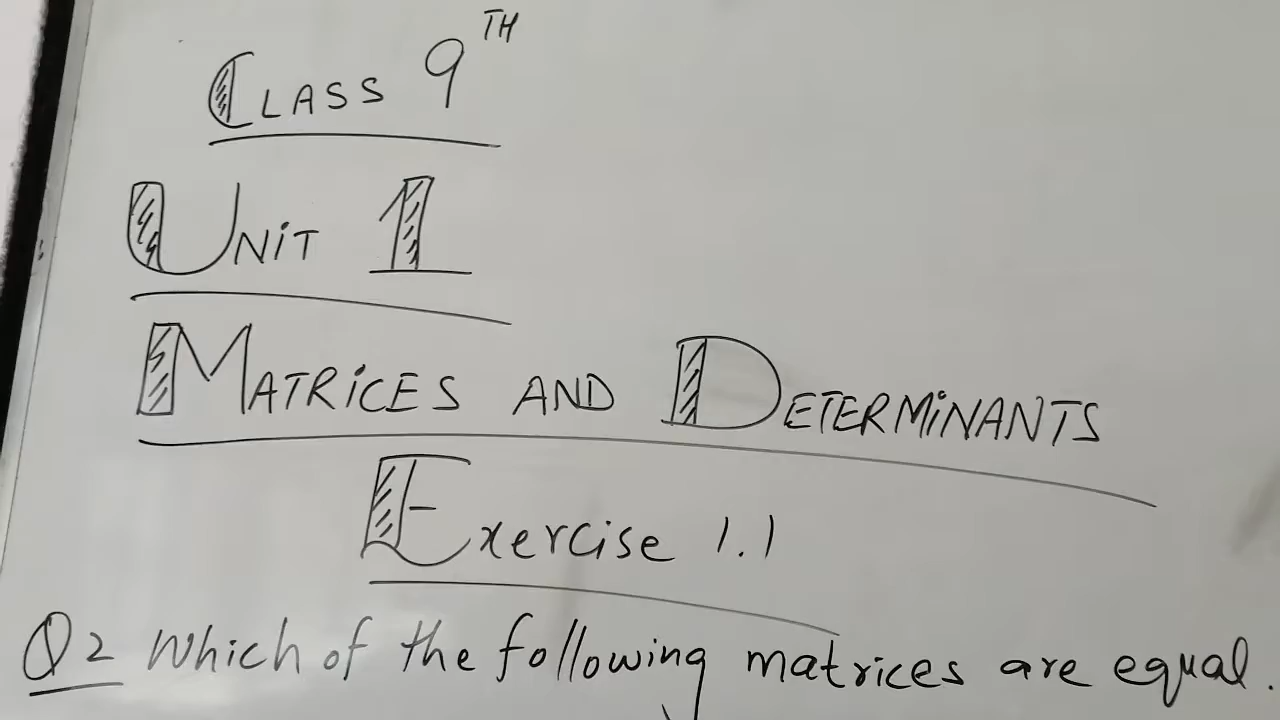 CLASS 9TH
UNIT 1
MATRICES AND DETERMINANTS
Exercise 1.1
Q2 Which of the following matrices are equal.